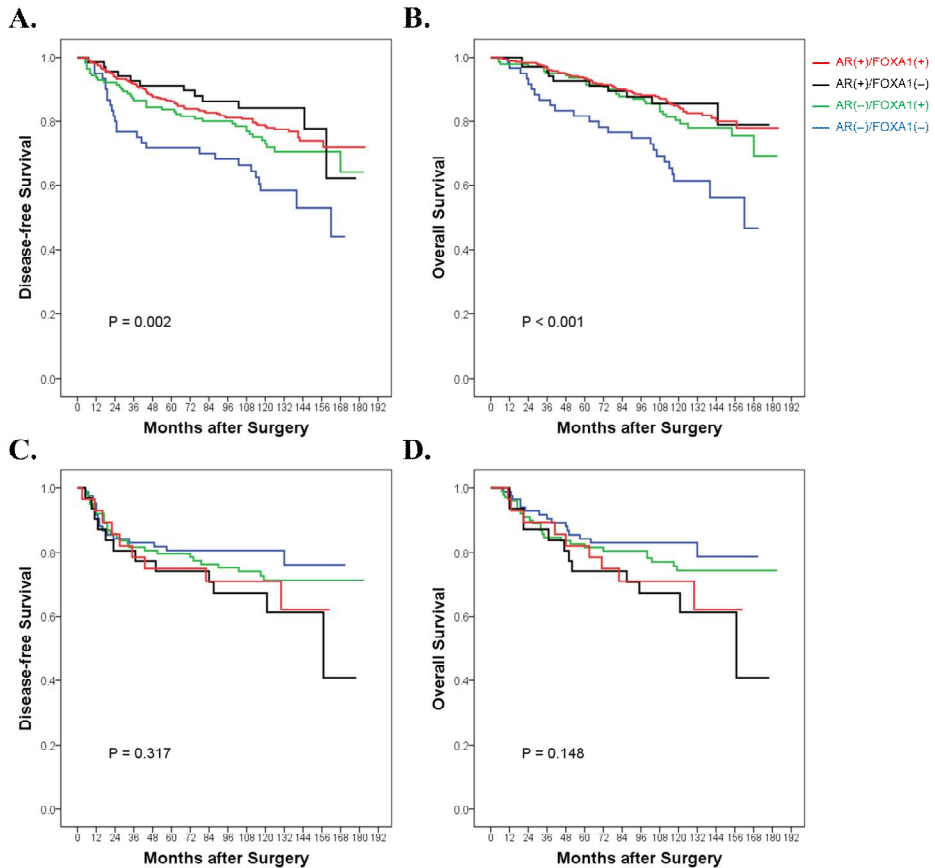 A.
1.0
0.8
0.6
0.4
0.2
0.0
Disease-free Survival
P = 0.002
0 12 24 36 48 60 72 84 96 108 120 132 144 156 168 180 192
Months after Surgery
B.
1.0
0.8
0.6
0.4
0.2
0.0
Overall Survival
P < 0.001
0 12 24 36 48 60 72 84 96 108 120 132 144 156 168 180 192
Months after Surgery
AR(+)/FOXA1(+)
AR(+)/FOXA1(–)
AR(–)/FOXA1(+)
AR(–)/FOXA1(–)
C.
1.0
0.8
0.6
0.4
0.2
0.0
Disease-free Survival
P = 0.317
0 12 24 36 48 60 72 84 96 108 120 132 144 156 168 180 192
Months after Surgery
D.
1.0
0.8
0.6
0.4
0.2
0.0
Overall Survival
P = 0.148
0 12 24 36 48 60 72 84 96 108 120 132 144 156 168 180 192
Months after Surgery